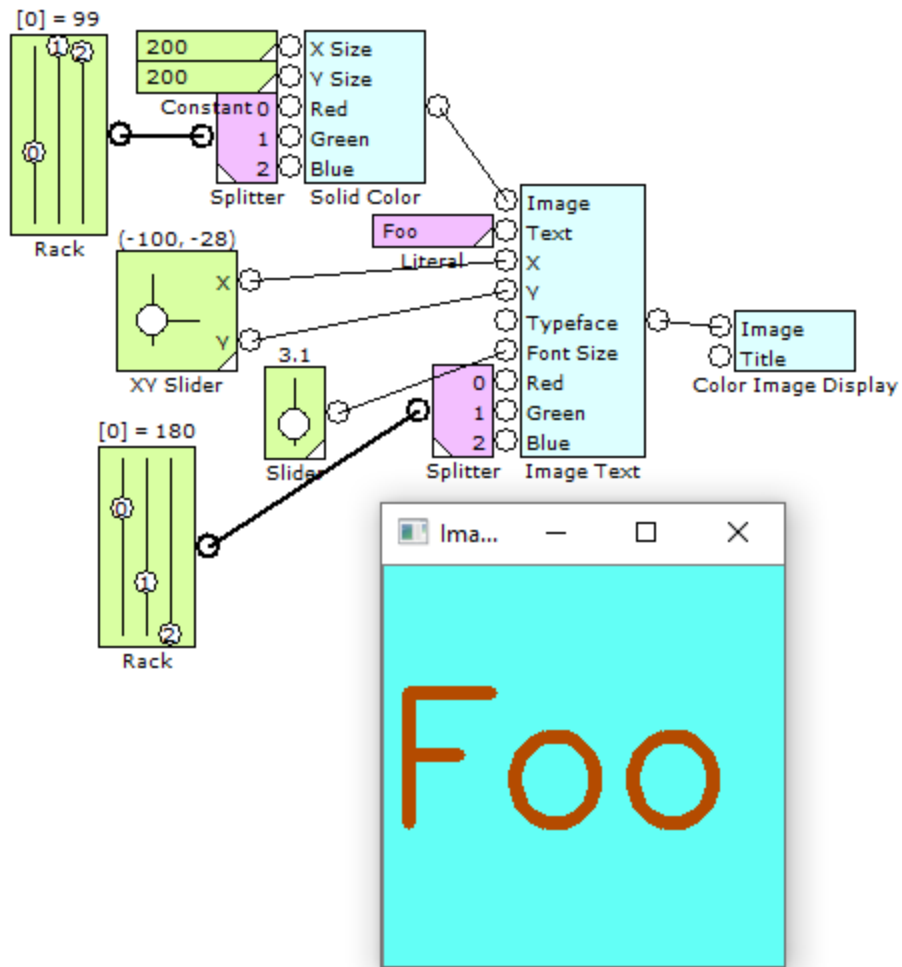 [0] = 99
0
1
2
Rack
200
200
Constant
0
1
2
Splitter
X Size
Y Size
Red
Green
Blue
Solid Color
(-100, -28)
X
Y
XY Slider
Foo
Literal
3.1
Slider
[0] = 180
0
1
2
Rack
0
1
2
Splitter
Image
Text
X
Y
Typeface
Font Size
Red
Green
Blue
Image Text
Image
Title
Color Image Display
Ima...
Foo